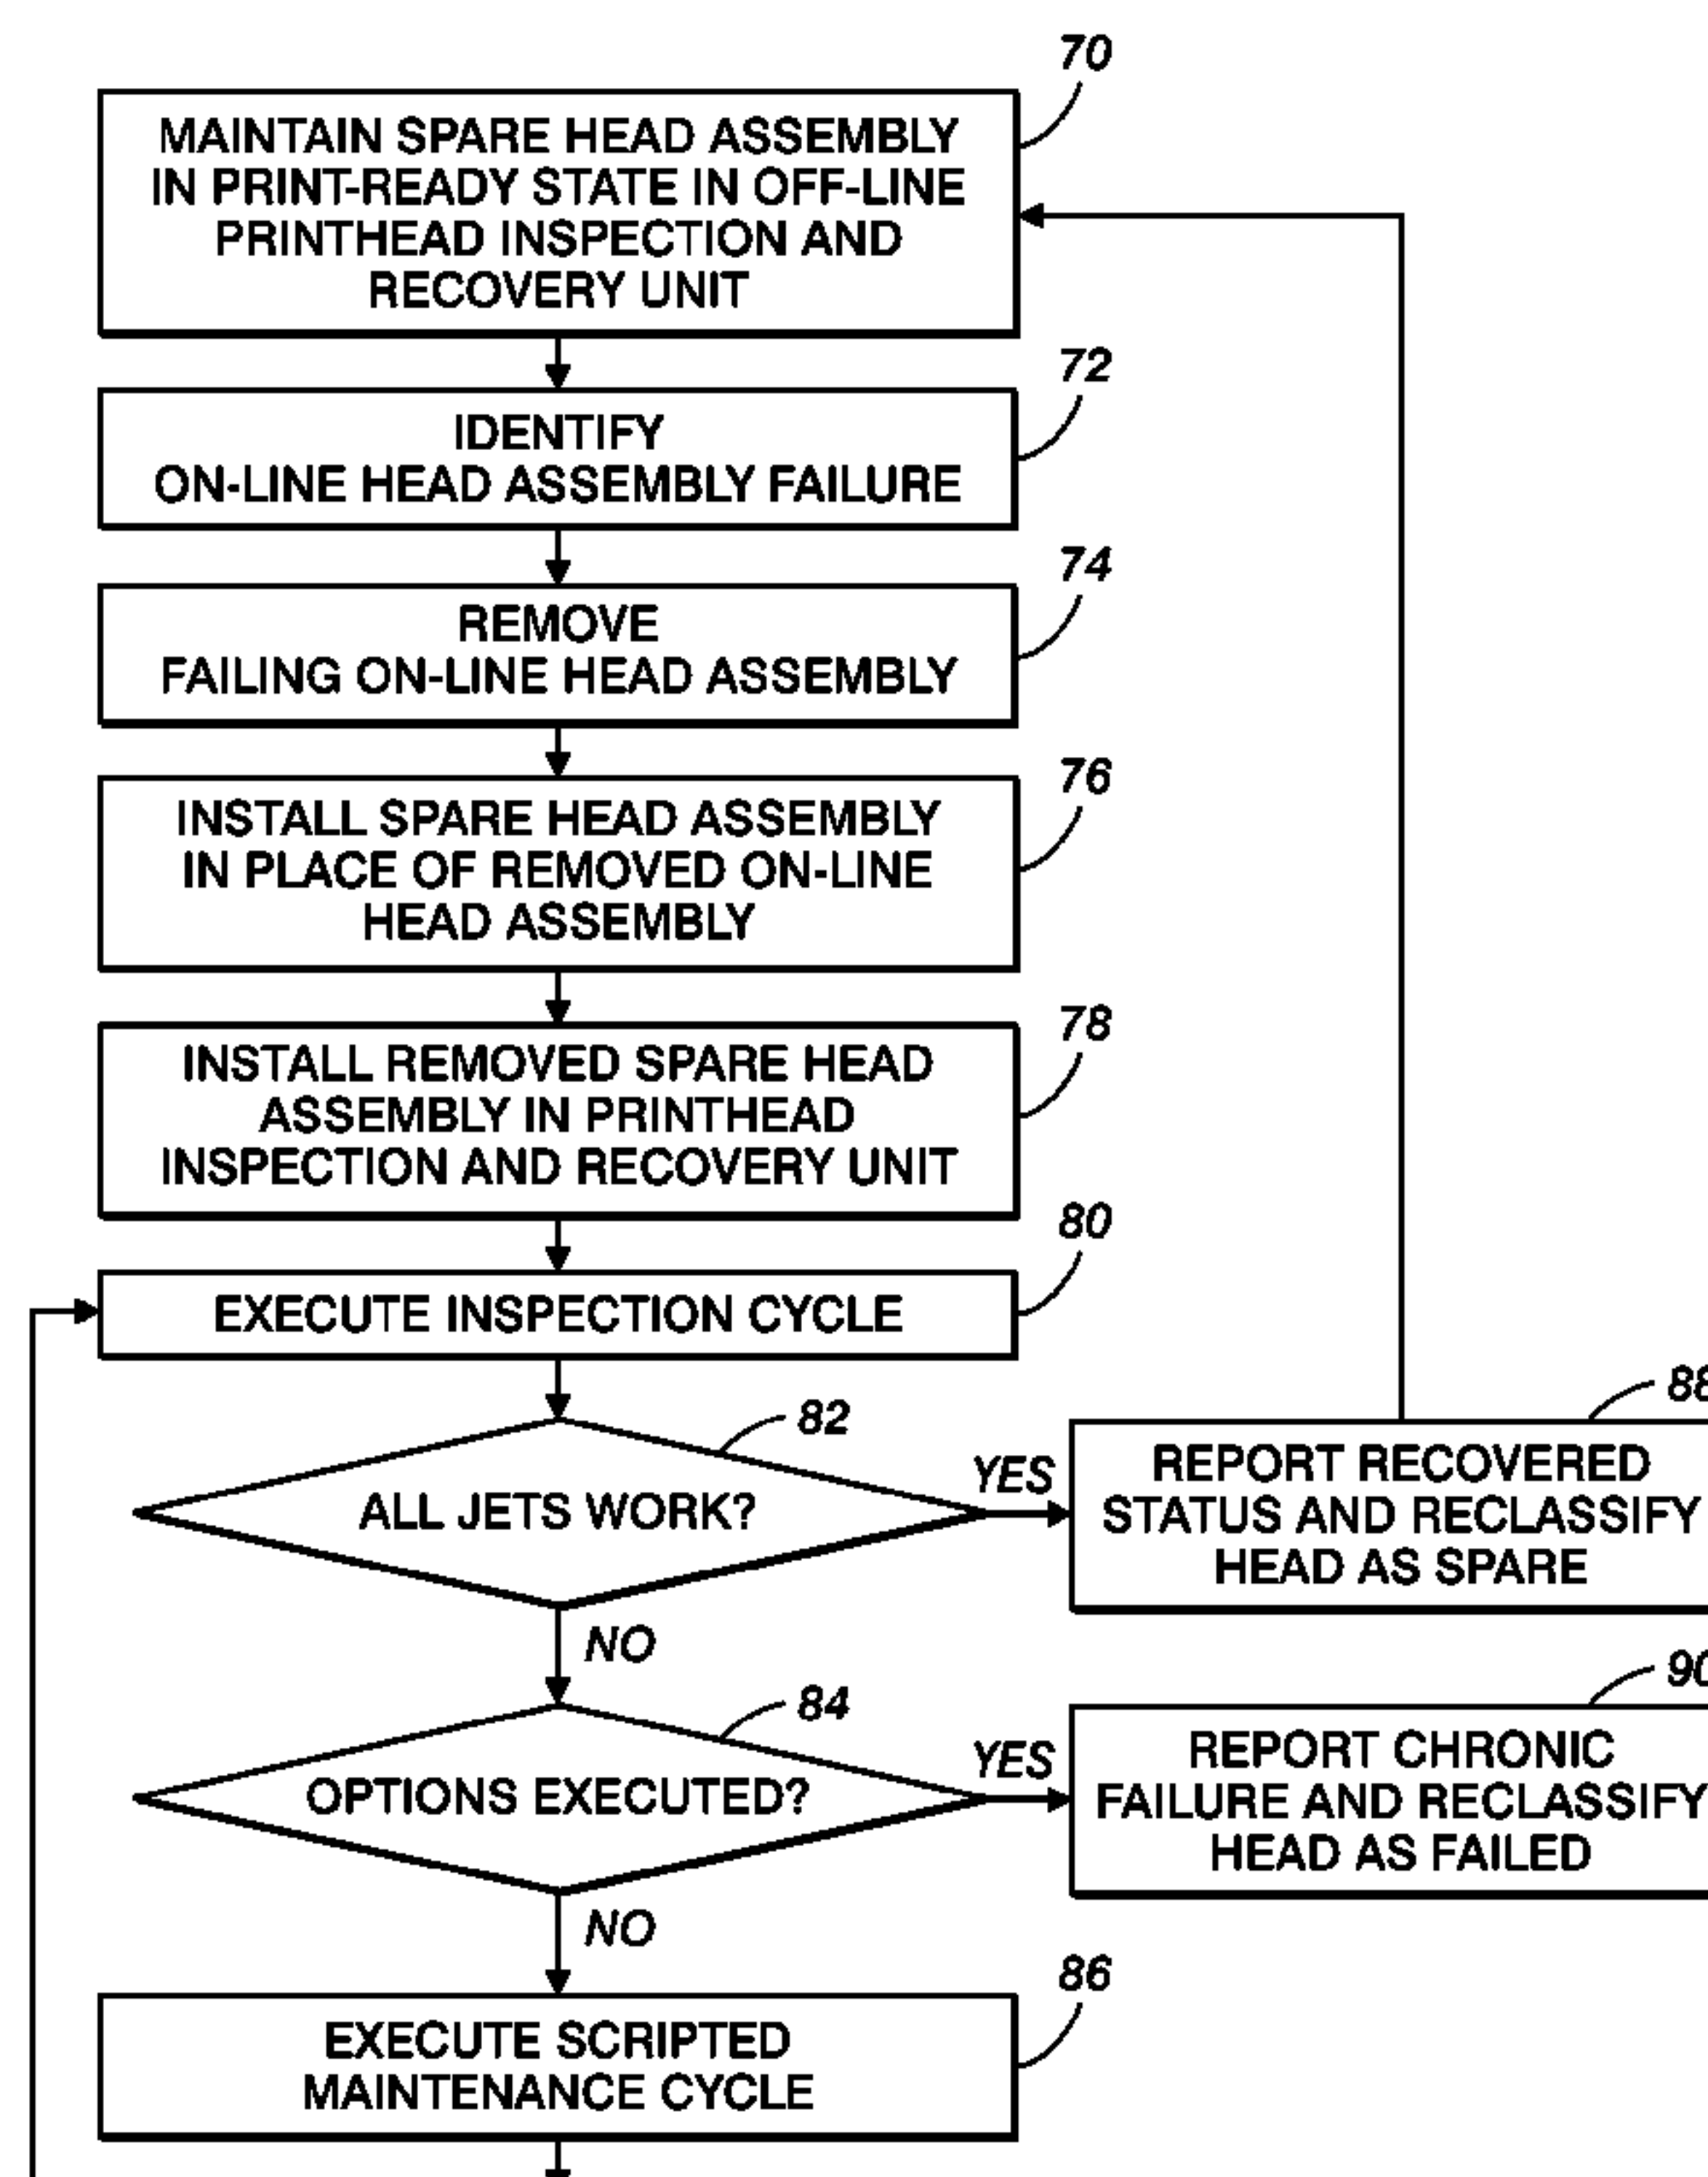 70
MAINTAIN SPARE HEAD ASSEMBLY
IN PRINT-READY STATE IN OFF-LINE
PRINTHEAD INSPECTION AND
RECOVERY UNIT
72
IDENTIFY
ON-LINE HEAD ASSEMBLY FAILURE
74
REMOVE
FAILING ON-LINE HEAD ASSEMBLY
76
INSTALL SPARE HEAD ASSEMBLY
IN PLACE OF REMOVED ON-LINE
HEAD ASSEMBLY
78
INSTALL REMOVED SPARE HEAD
ASSEMBLY IN PRINTHEAD
INSPECTION AND RECOVERY UNIT
80
EXECUTE INSPECTION CYCLE
82
ALL JETS WORK?
YES
88
REPORT RECOVERED
STATUS AND RECLASSIFY
HEAD AS SPARE
NO
84
OPTIONS EXECUTED?
YES
90
REPORT CHRONIC
FAILURE AND RECLASSIFY
HEAD AS FAILED
NO
86
EXECUTE SCRIPTED
MAINTENANCE CYCLE